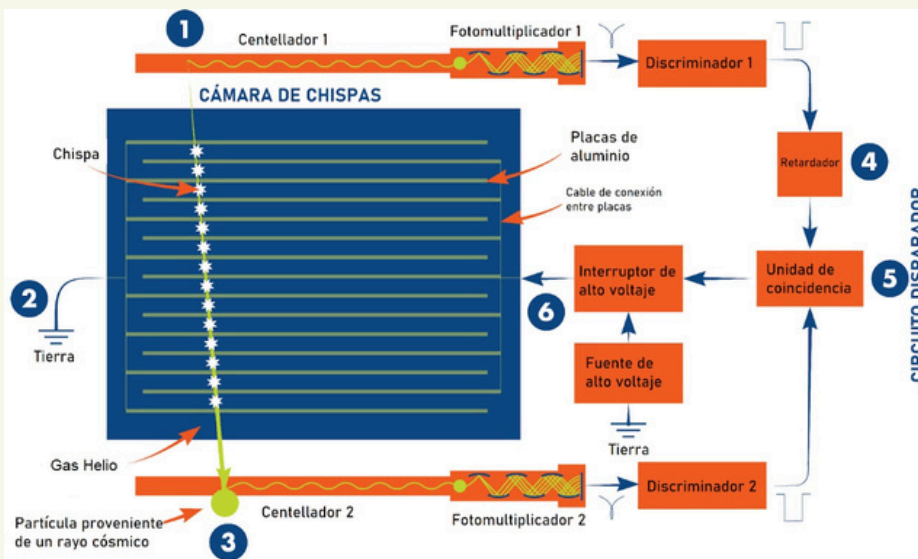 1
Centellador 1
Fotomultiplicador 1
Discriminador 1
CÁMARA DE CHISPAS
Chispa
Placas de
aluminio
Cable de conexión
entre placas
Retardador
4
2
Tierra
6
Interruptor de
alto voltaje
Unidad de
coincidencia
5
CIRCUITO DISPARADOR
Fuente de
alto voltaje
Tierra
Gas Helio
Partícula proveniente
de un rayo cósmico
3
Centellador 2
Fotomultiplicador 2
Discriminador 2